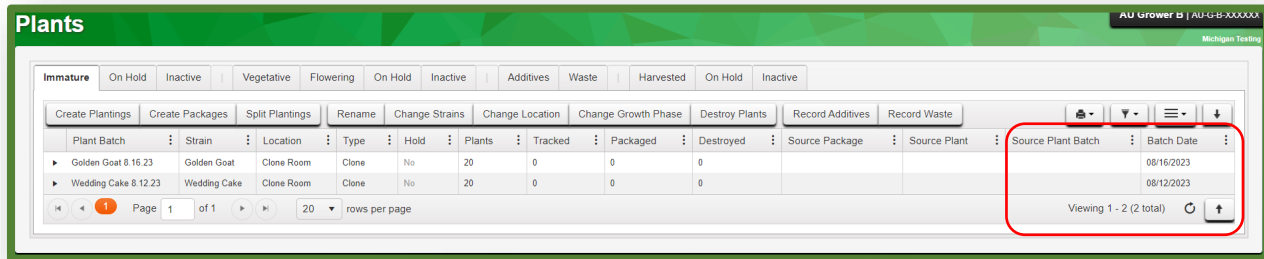 Plants
AU Grower B | AU-G-B-XXXXXX
Michigan Testing
Immature On Hold Inactive | Vegetative Flowering On Hold Inactive | Additives Waste | Harvested On Hold Inactive
Create Plantings Create Packages Split Plantings Rename Change Strains Change Location Change Growth Phase Destroy Plants Record Additives Record Waste
Plant Batch Strain Location Type Hold Plants Tracked Packaged Destroyed Source Package Source Plant Source Plant Batch Batch Date
Golden Goat 8.16.23 Golden Goat Clone Room Clone No 20 0 0 0 08/16/2023
Wedding Cake 8.12.23 Wedding Cake Clone Room Clone No 20 0 0 0 08/12/2023
1 Page 1 of 1 20 rows per page Viewing 1 - 2 (2 total)